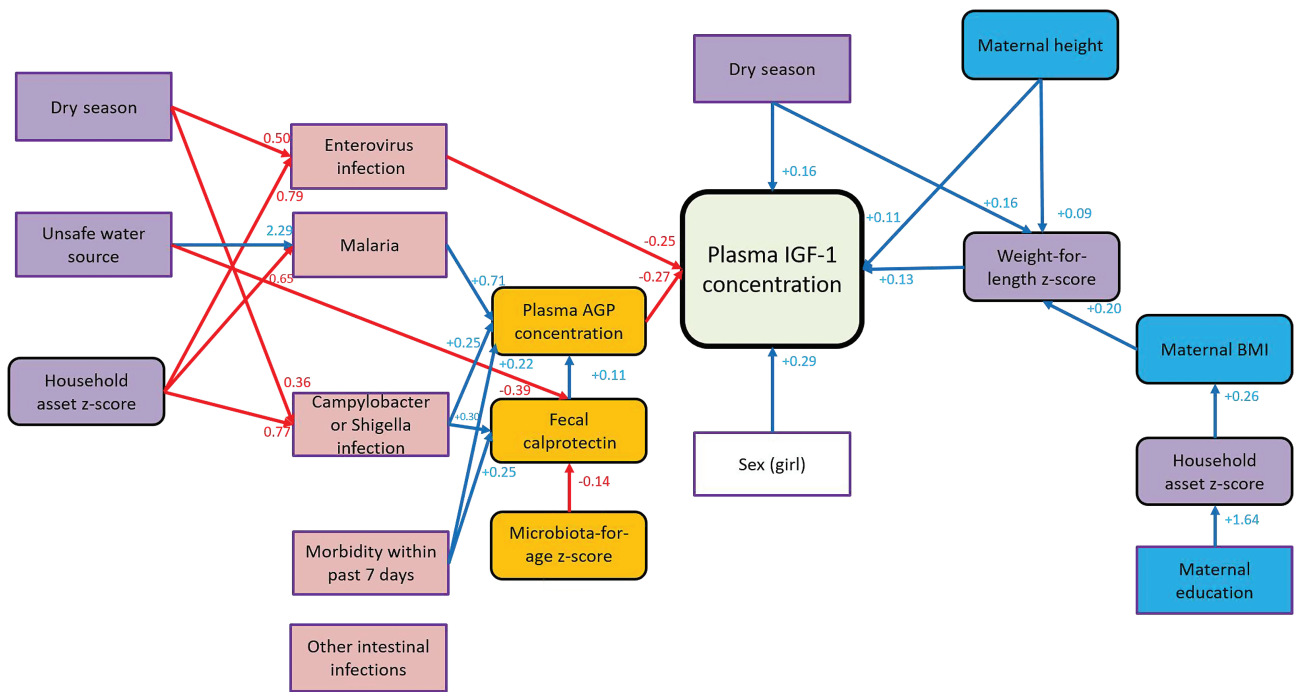 Dry season
Unsafe water
source
Household
asset z-score
0.50
0.79
2.29
0.65
0.36
0.77
Enterovirus
infection
Malaria
Campylobacter
or Shigella
infection
Morbidity within
past 7 days
Other intestinal
infections
+0.71
+0.25
+0.22
+0.11
-0.39
+0.30
+0.25
-0.14
Plasma AGP
concentration
Fecal
calprotectin
Microbiota-for-
age z-score
-0.25
-0.27
Dry season
+0.16
Plasma IGF-1
concentration
+0.29
Sex (girl)
Maternal height
+0.16
+0.11
+0.09
+0.13
Weight-for-
length z-score
+0.20
Maternal BMI
+0.26
Household
asset z-score
+1.64
Maternal
education